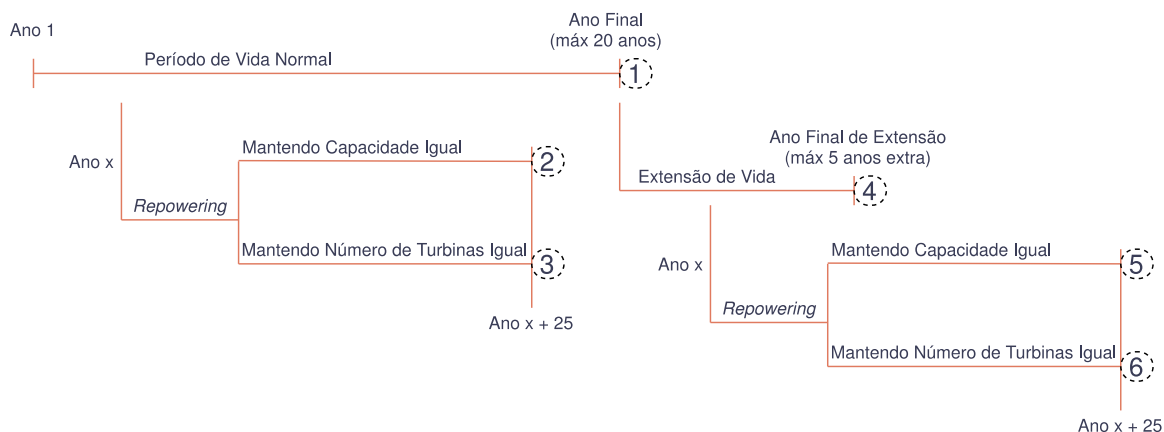 Ano 1
Ano Final
(máx 20 anos)
Período de Vida Normal
1
Ano x
Repowering
Mantendo Capacidade Igual
2
Mantendo Número de Turbinas Igual
3
Ano x + 25
Ano Final de Extensão
(máx 5 anos extra)
Extensão de Vida
4
Ano x
Repowering
Mantendo Capacidade Igual
5
Mantendo Número de Turbinas Igual
6
Ano x + 25